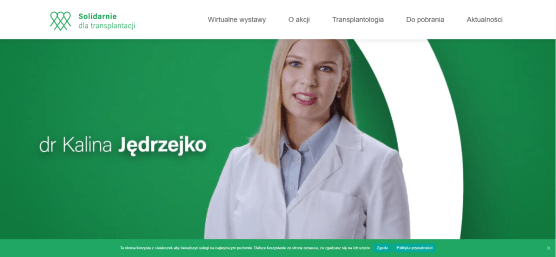 Solidarnie
dla transplantacji
Wirtualne wystawy
O akcji
Transplantologia
Do pobrania
Aktualności
dr Kalina Jędrzejko
Ta strona korzysta z ciasteczek aby świadczyć usługi na najwyższym poziomie. Dalsze korzystanie ze strony oznacza, że zgadzasz się na ich użycie.
Zgoda
Polityka prywatności